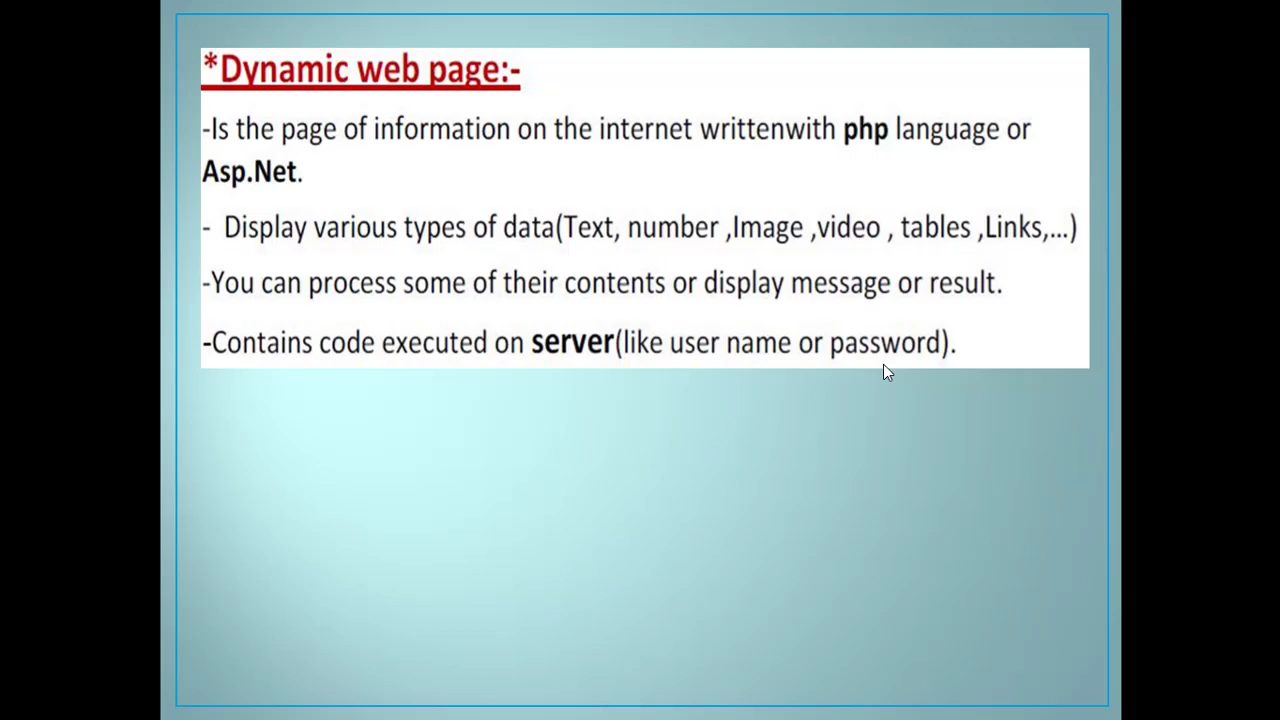 *Dynamic web page:-
-Is the page of information on the internet writtenwith php language or
Asp.Net.
- Display various types of data(Text, number ,Image ,video , tables ,Links,...)
-You can process some of their contents or display message or result.
-Contains code executed on server(like user name or password).